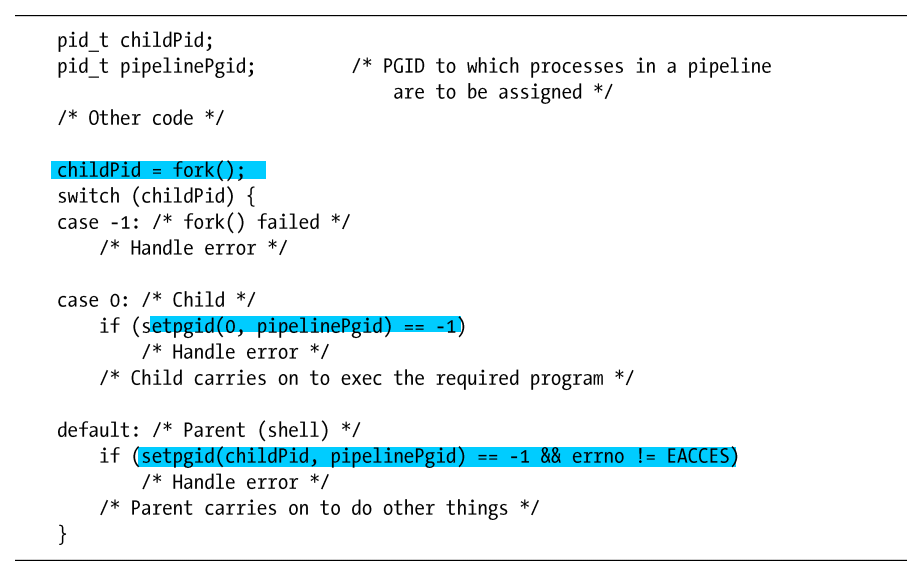 pid_t childPid;
pid_t pipelinePgid;         /* PGID to which processes in a pipeline
                                are to be assigned */
/* Other code */
childPid = fork();
switch (childPid) {
case -1: /* fork() failed */
    /* Handle error */
case 0: /* Child */
    if (setpgid(0, pipelinePgid) == -1)
        /* Handle error */
    /* Child carries on to exec the required program */
default: /* Parent (shell) */
    if (setpgid(childPid, pipelinePgid) == -1 && errno != EACCES)
        /* Handle error */
    /* Parent carries on to do other things */
}